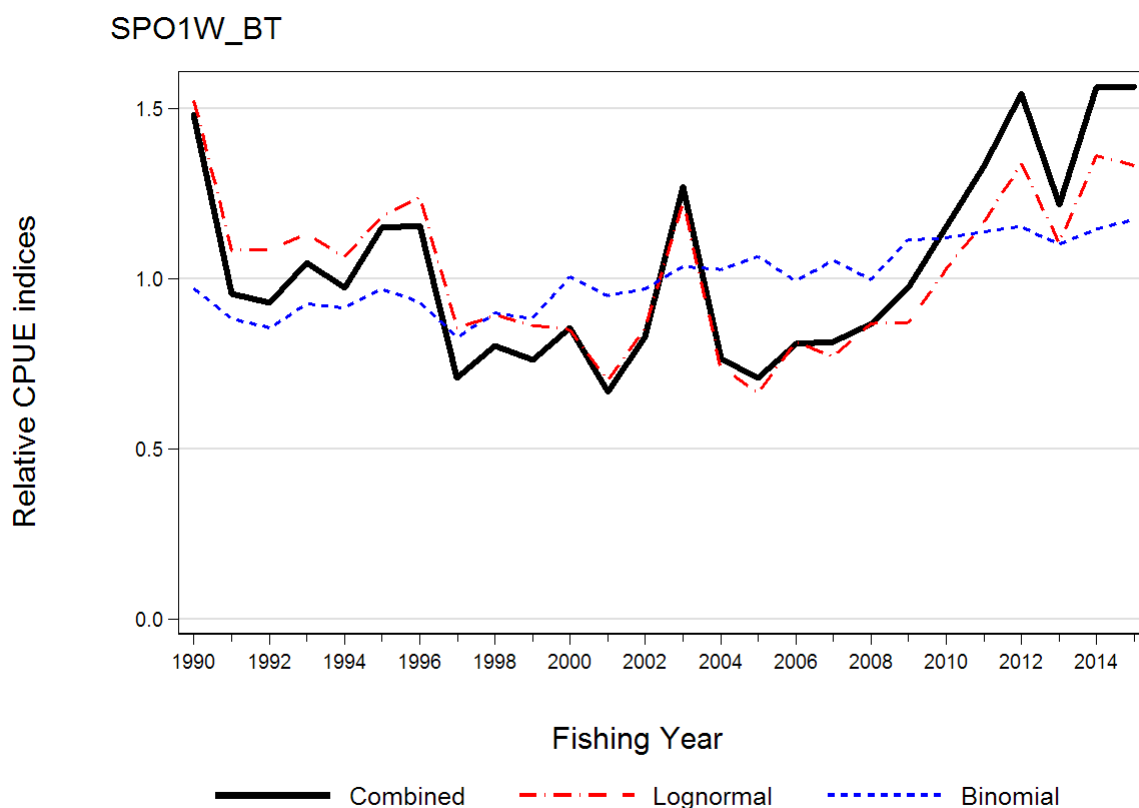 SPO1W_BT
Relative CPUE indices
1.5
1.0
0.5
0.0
1990 1992 1994 1996 1998 2000 2002 2004 2006 2008 2010 2012 2014
Fishing Year
Combined Lognormal Binomial